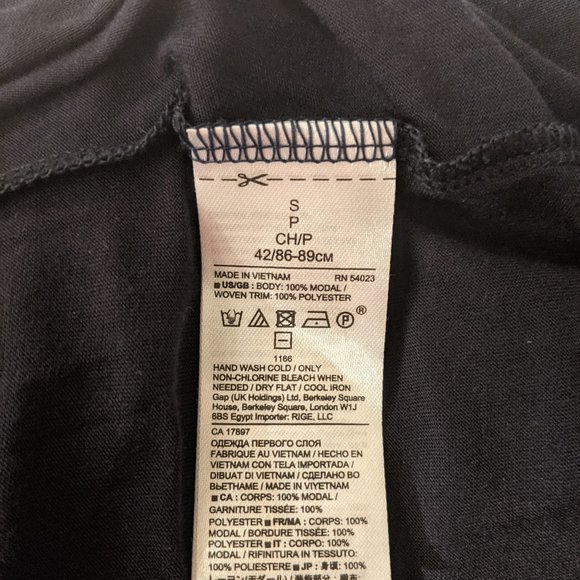 S
P
CH/P
42/86-89CM
MADE IN VIETNAM RN 54023
■ US/GB : BODY: 100% MODAL /
WOVEN TRIM: 100% POLYESTER
P ®
1166
HAND WASH COLD / ONLY
NON-CHLORINE BLEACH WHEN
NEEDED / DRY FLAT / COOL IRON
Gap (UK Holdings) Ltd, Berkeley Square
House, Berkeley Square, London W1J
6BS Egypt Importer: RIGE, LLC
CA 17897
ОДЕЖДА ПЕРВОГО СЛОЯ
FABRIQUÉ AU VIETNAM / HECHO EN
VIETNAM CON TELA IMPORTADA /
DIBUAT DI VIETNAM / СДЕЛАНО ВО
ВЬЕТНАМЕ / MADE IN VIYETNAM
■ CA : CORPS: 100% MODAL /
GARNITURE TISSÉE: 100%
POLYESTER ■ FR/MA : CORPS: 100%
MODAL / BORDURE TISSÉE: 100%
POLYESTER ■ IT : CORPO: 100%
MODAL / RIFINITURA IN TESSUTO:
100% POLIESTERE ■ JP : 身頃: 100%